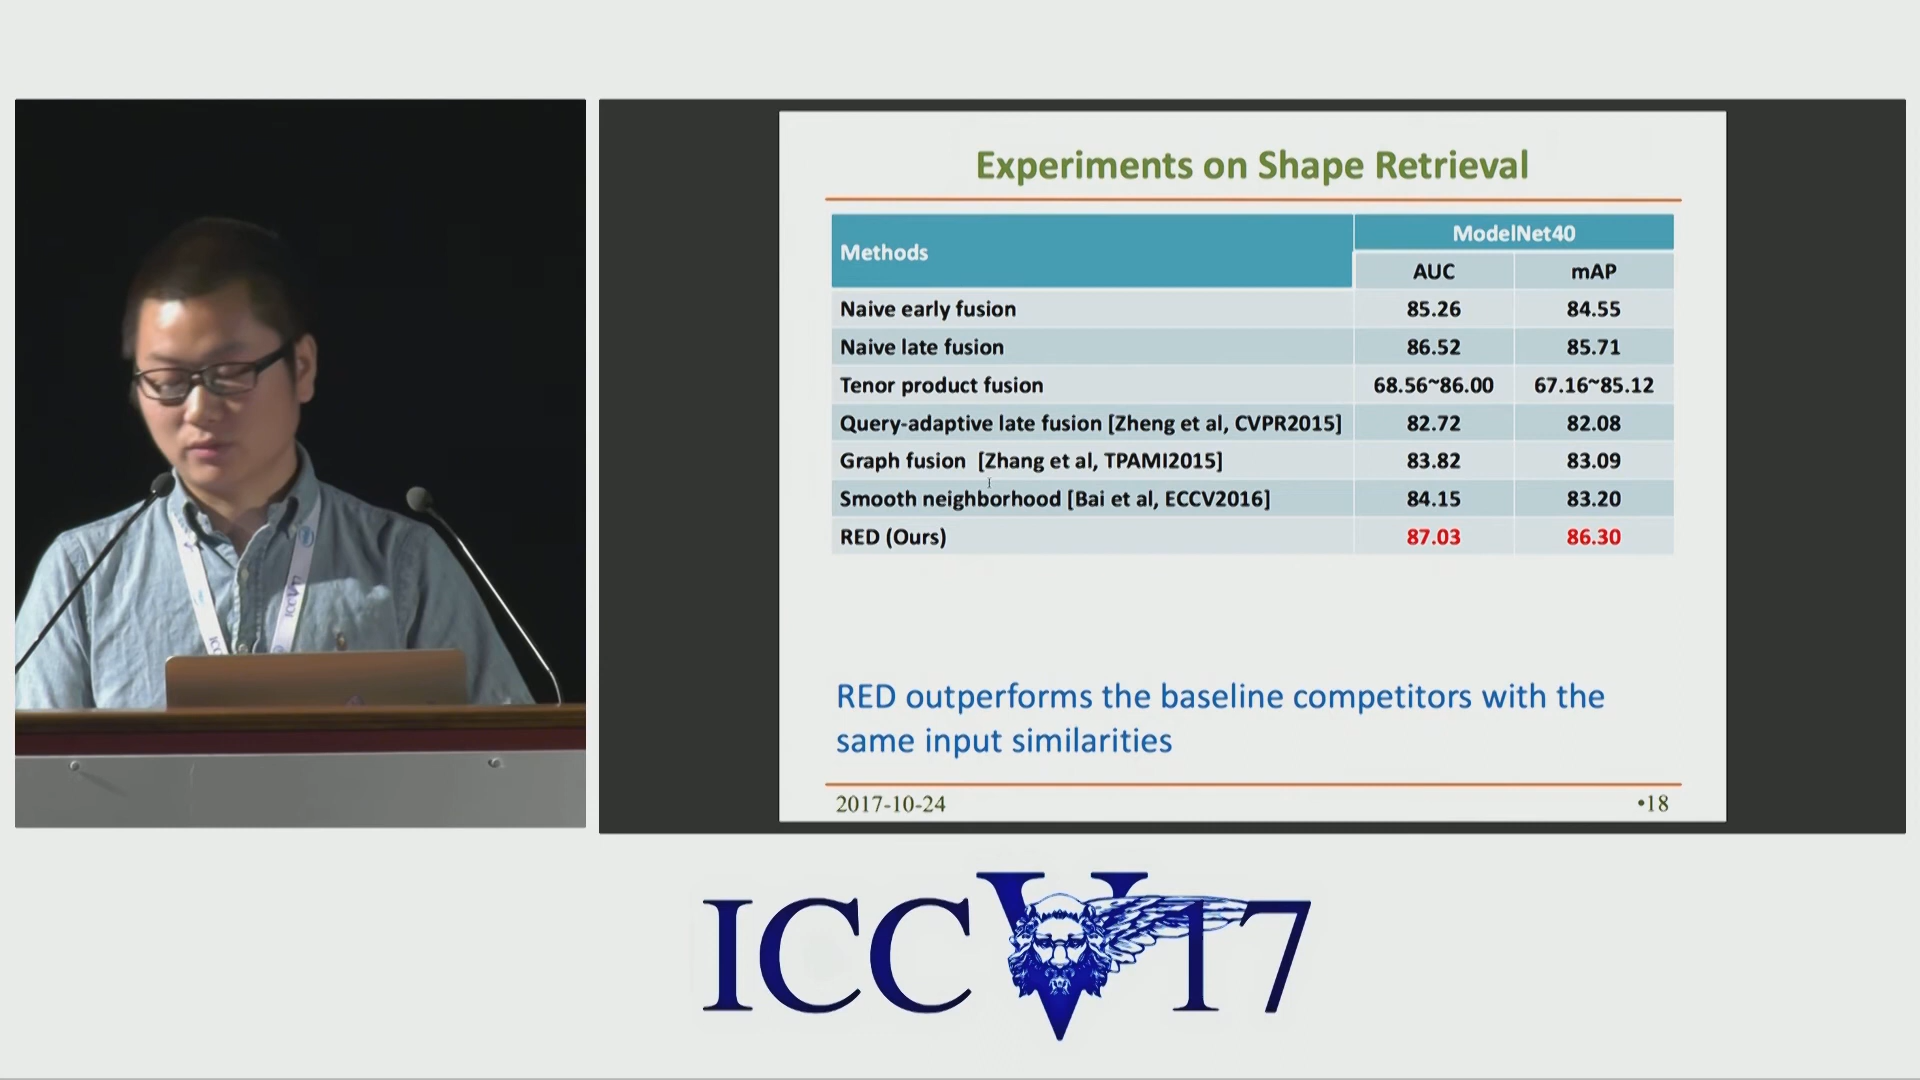 Experiments on Shape Retrieval
Methods
ModelNet40
AUC mAP
Naive early fusion 85.26 84.55
Naive late fusion 86.52 85.71
Tenor product fusion 68.56~86.00 67.16~85.12
Query-adaptive late fusion [Zheng et al, CVPR2015] 82.72 82.08
Graph fusion [Zhang et al, TPAMI2015] 83.82 83.09
Smooth neighborhood [Bai et al, ECCV2016] 84.15 83.20
RED (Ours) 87.03 86.30
RED outperforms the baseline competitors with the
same input similarities
2017-10-24 •18
ICCV17